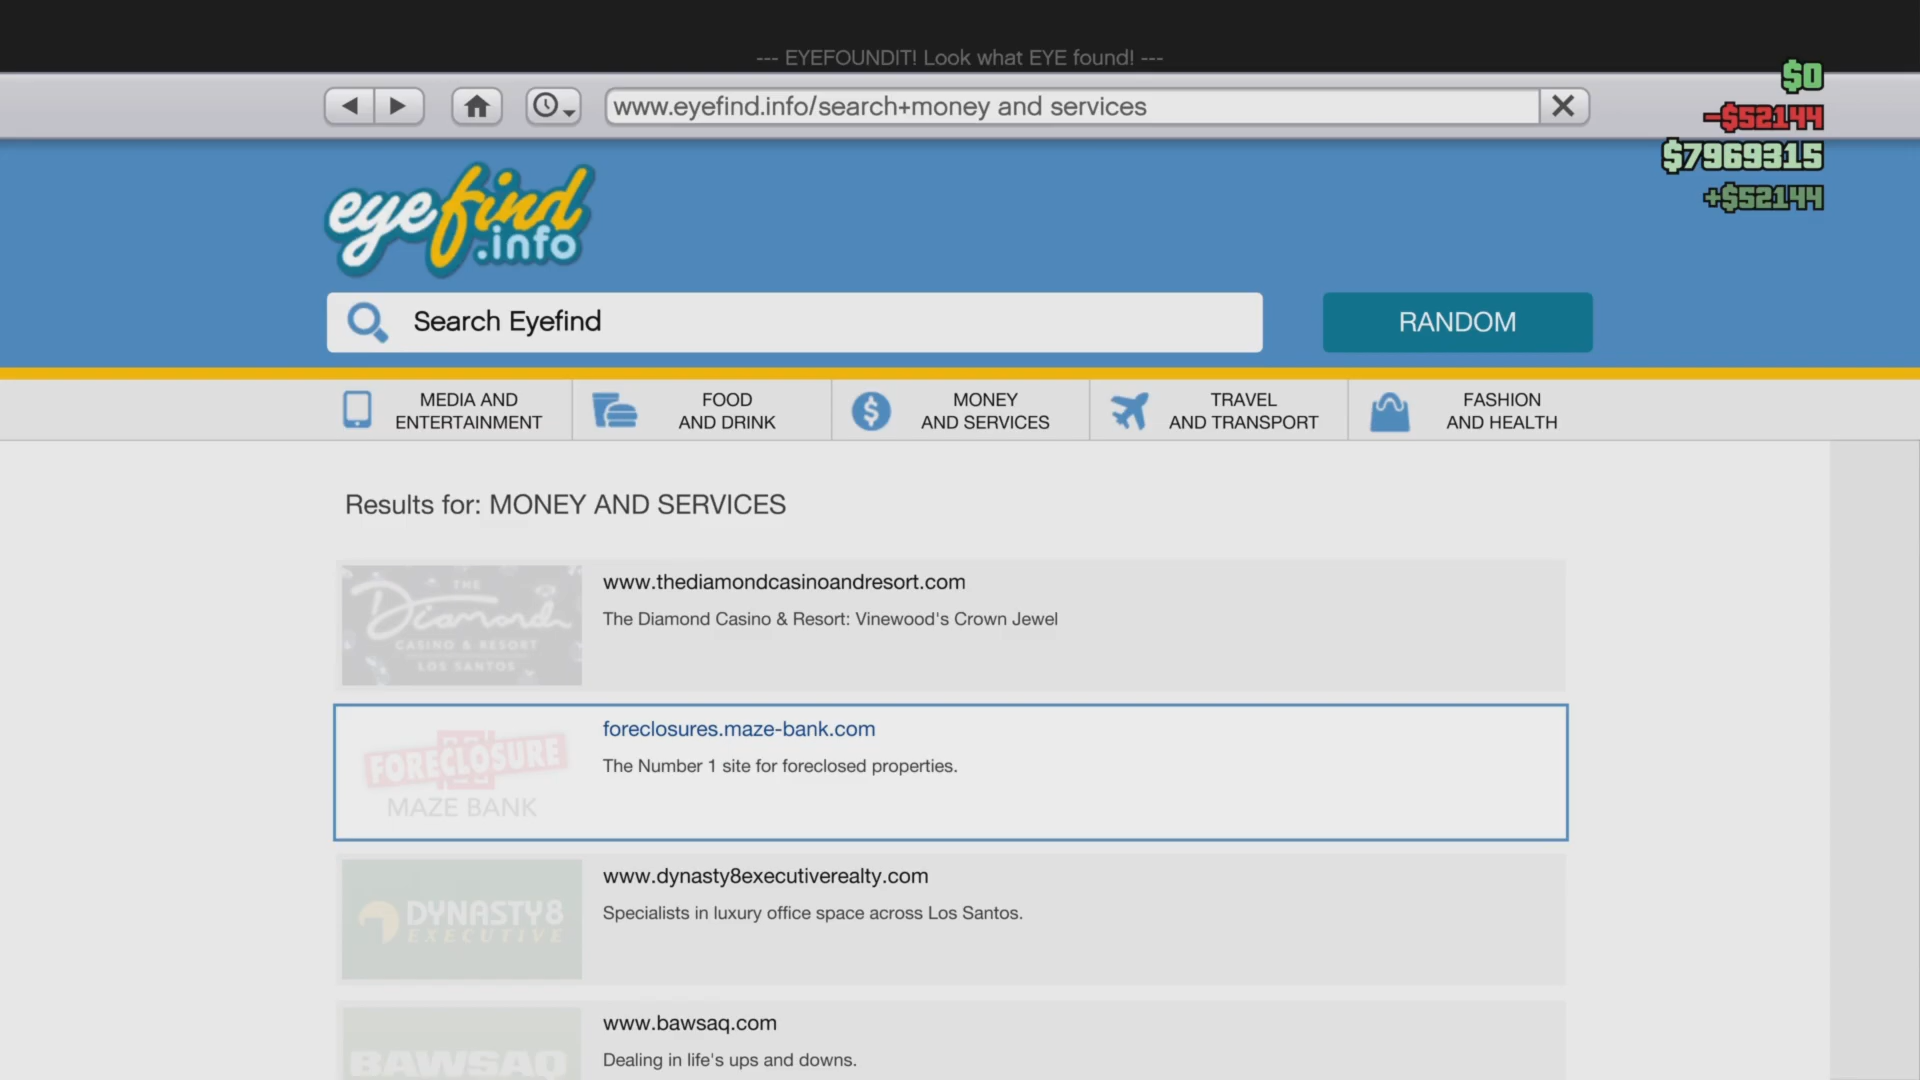 --- EYEFOUNDIT! Look what EYE found! ---
$0
www.eyefind.info/search+money and services
-$52144
$7969315
+$52144
eyefind
.info
Search Eyefind
RANDOM
MEDIA AND
ENTERTAINMENT
FOOD
AND DRINK
MONEY
AND SERVICES
TRAVEL
AND TRANSPORT
FASHION
AND HEALTH
Results for: MONEY AND SERVICES
THE
Diamond
CASINO & RESORT
LOS SANTOS
www.thediamondcasinoandresort.com
The Diamond Casino & Resort: Vinewood's Crown Jewel
FORECLOSURE
MAZE BANK
foreclosures.maze-bank.com
The Number 1 site for foreclosed properties.
DYNASTY8
EXECUTIVE
www.dynasty8executiverealty.com
Specialists in luxury office space across Los Santos.
BAWSAQ
www.bawsaq.com
Dealing in life's ups and downs.